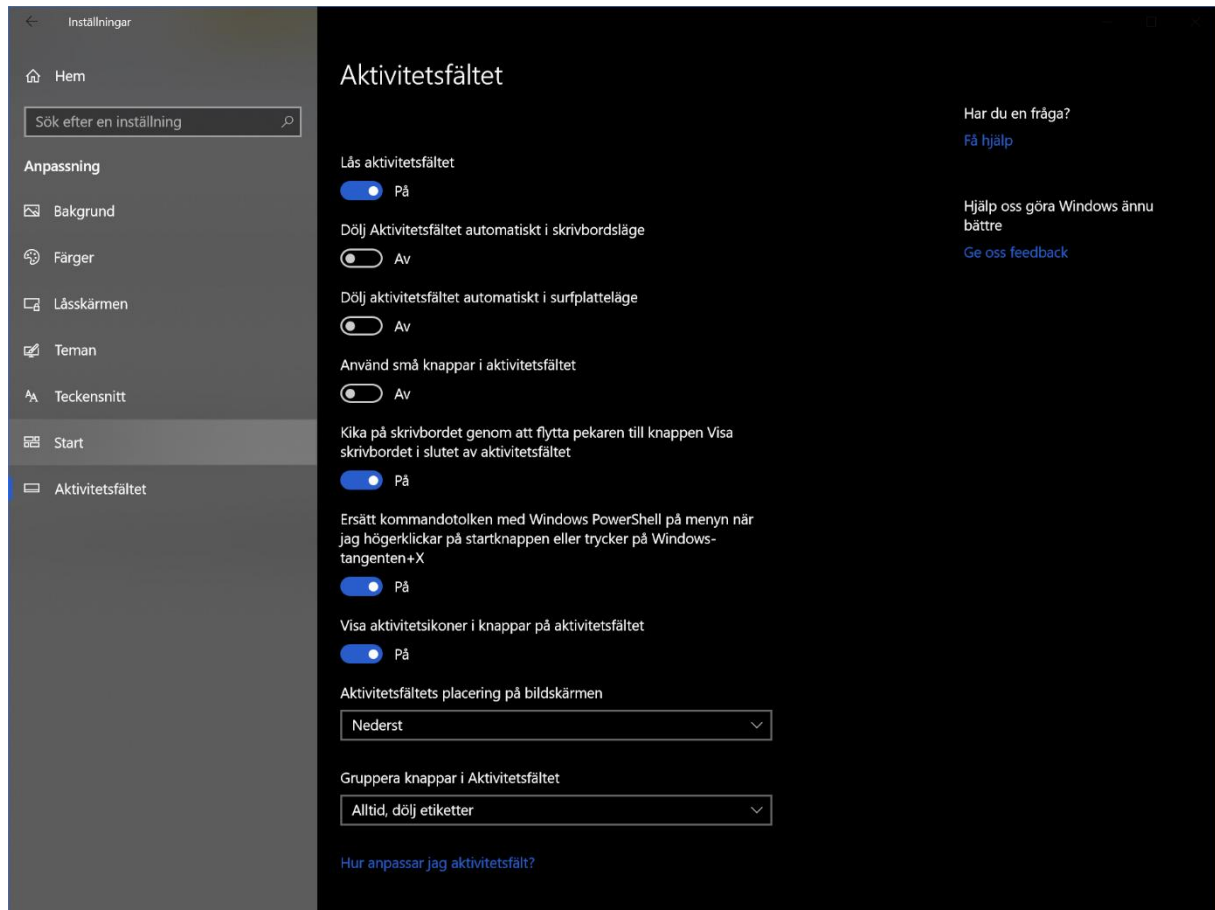 Inställningar
Hem
Sök efter en inställning
Anpassning
Bakgrund
Färger
Låsskärmen
Teman
Teckensnitt
Start
Aktivitetsfältet
Aktivitetsfältet
Lås aktivitetsfältet
På
Dölj Aktivitetsfältet automatiskt i skrivbordsläge
Av
Dölj aktivitetsfältet automatiskt i surfplatteläge
Av
Använd små knappar i aktivitetsfältet
Av
Kika på skrivbordet genom att flytta pekaren till knappen Visa
skrivbordet i slutet av aktivitetsfältet
På
Ersätt kommandotolken med Windows PowerShell på menyn när
jag högerklickar på startknappen eller trycker på Windows-
tangenten+X
På
Visa aktivitetsikoner i knappar på aktivitetsfältet
På
Aktivitetsfältets placering på bildskärmen
Nederst
Gruppera knappar i Aktivitetsfältet
Alltid, dölj etiketter
Hur anpassar jag aktivitetsfält?
Har du en fråga?
Få hjälp
Hjälp oss göra Windows ännu
bättre
Ge oss feedback